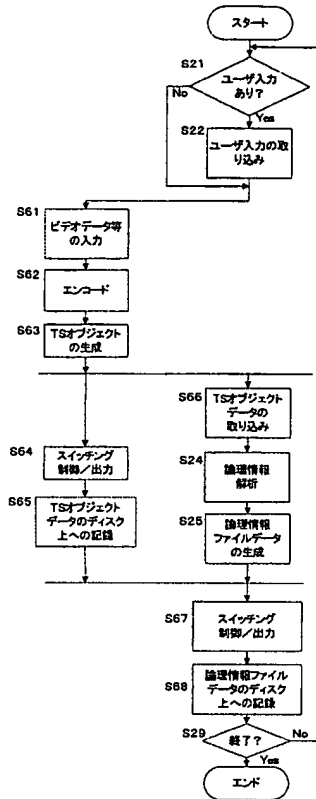 スタート
S21
ユーザ入力
あり?
No
Yes
S22
ユーザ入力の取
り込み
S61
ビデオデータ等
の入力
S62
エンコード
S63
TSオブジェクト
の生成
S66
TSオブジェクト
データの
取り込み
S64
スイッチング
制御/出力
S24
論理情報
解析
S65
TSオブジェクト
データのディスク
上への記録
S25
論理情報
ファイルデータ
の生成
S67
スイッチング
制御/出力
S68
論理情報ファイル
データのディスク
上への記録
S29
終了?
No
Yes
エンド